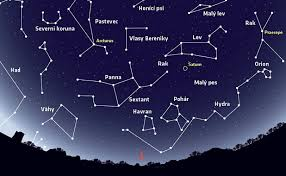 Honicí psi
Pastevec
Malý lev
Rak
Severní koruna
Arcturus
Vlasy Bereniky
Lev
Praesepe
Rak
Saturn
Orion
Had
Panna
Malý pes
Sextant
Pohár
Hydra
Váhy
Havran